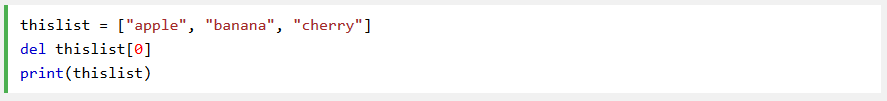 thislist = ["apple", "banana", "cherry"]
del thislist[0]
print(thislist)